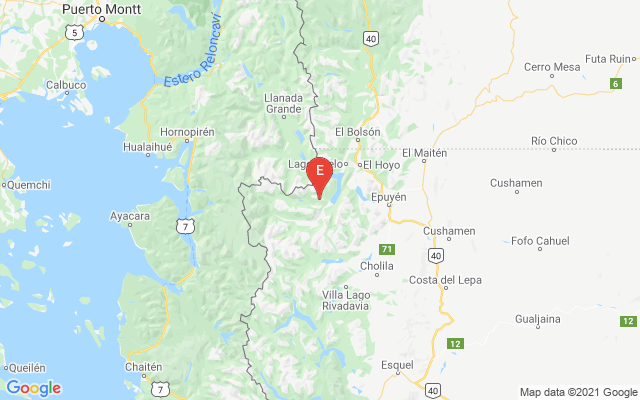 Puerto Montt
5
Estero Reloncaví
40
Futa Ruin
Cerro Mesa
6
Calbuco
Llanada
Grande
Hornopirén
El Bolsón
Hualaihué
Río Chico
El Maitén
Lago
elo
El Hoyo
E
Quemchi
Cushamen
Epuyén
Ayacara
7
Cushamen
Fofo Cahuel
71
40
Cholila
Costa del Lepa
Villa Lago
Rivadavia
Gualjaina
12
12
Queilén
Chaitén
Esquel
7
40
Google
Map data ©2021 Google